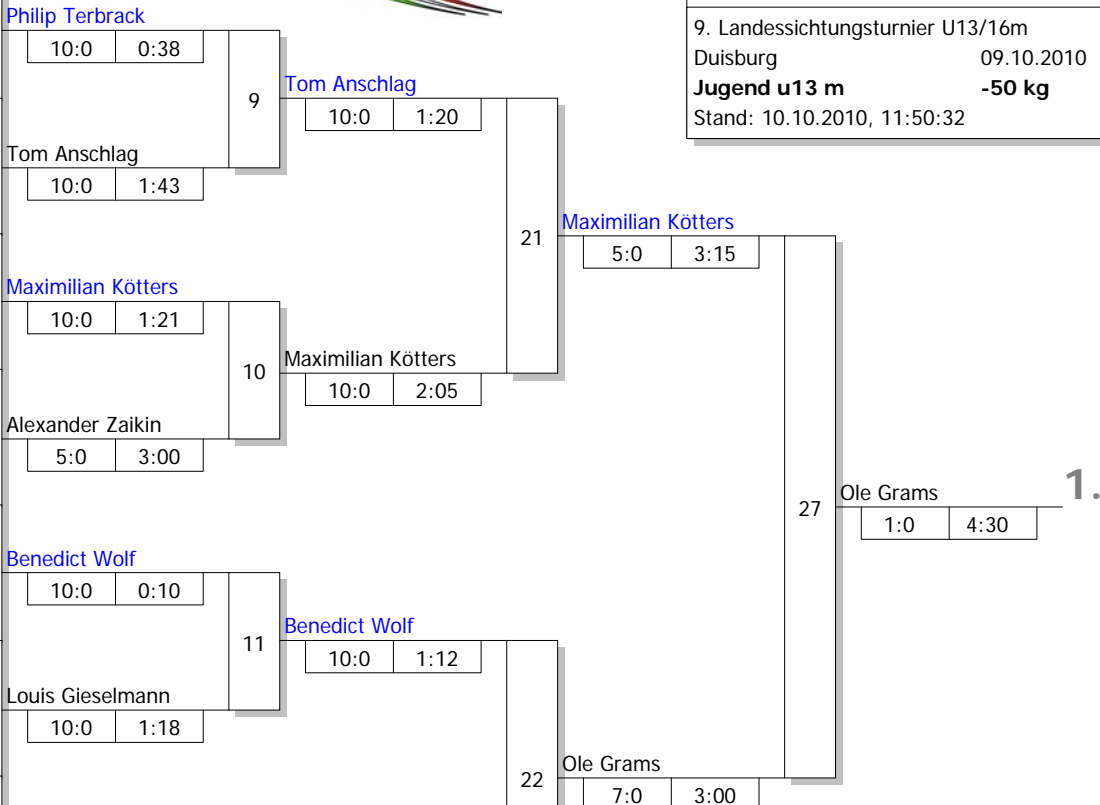 Philip Terbrack
10:0 0:38
9
Tom Anschlag
10:0 1:43
Tom Anschlag
10:0 1:20
Maximilian Kötters
10:0 1:21
10
Alexander Zaikin
5:0 3:00
Maximilian Kötters
10:0 2:05
21
Maximilian Kötters
5:0 3:15
Benedict Wolf
10:0 0:10
11
Louis Gieselmann
10:0 1:18
Benedict Wolf
10:0 1:12
22
Ole Grams
7:0 3:00
27
Ole Grams
1:0 4:30
1.
9. Landessichtungsturnier U13/16m
Duisburg 09.10.2010
Jugend u13 m -50 kg
Stand: 10.10.2010, 11:50:32